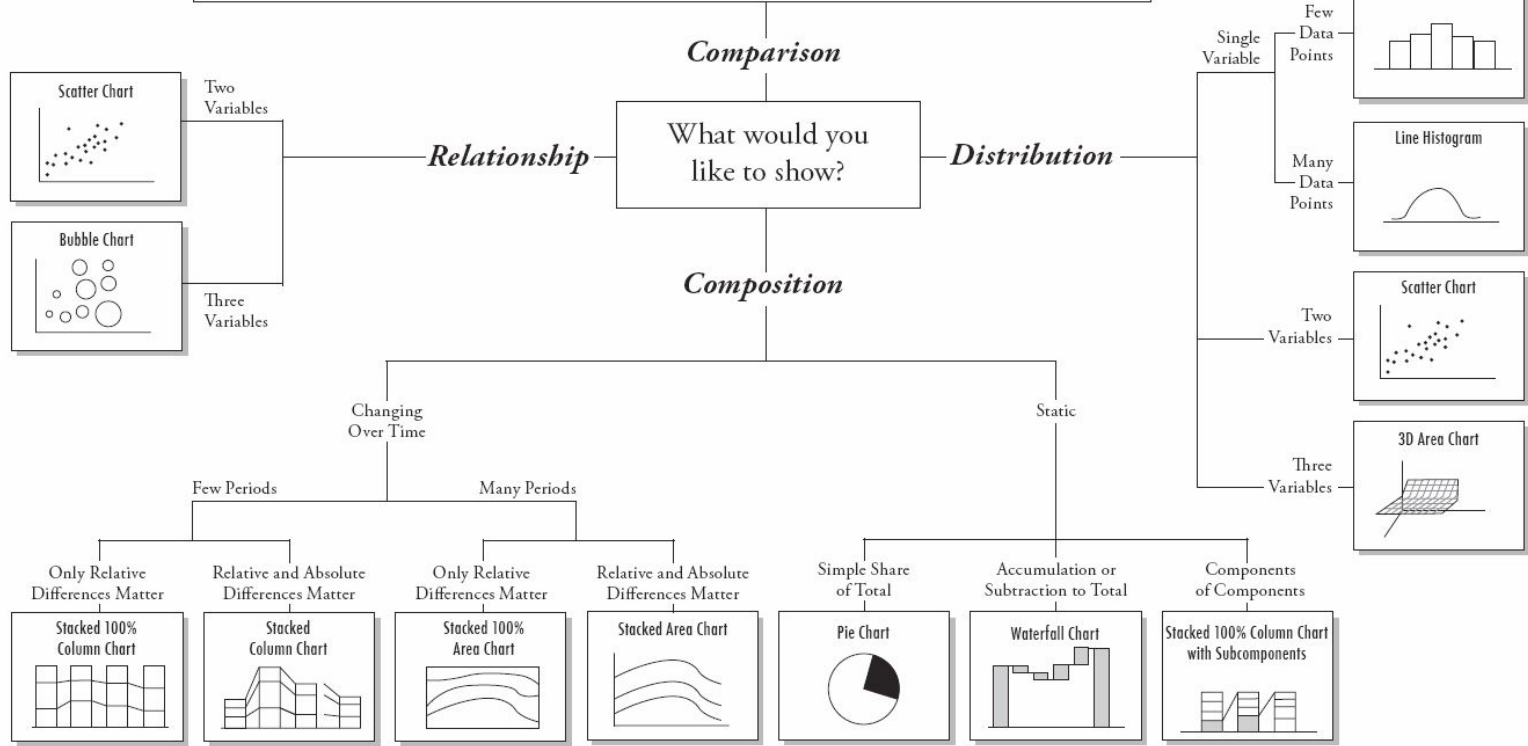 Comparison
What would you
like to show?
Relationship
Distribution
Composition
Scatter Chart
Two
Variables
Bubble Chart
Three
Variables
Single
Variable
Few
Data
Points
Many
Data
Points
Line Histogram
Two
Variables
Scatter Chart
Three
Variables
3D Area Chart
Changing
Over Time
Static
Few Periods
Many Periods
Only Relative
Differences Matter
Stacked 100%
Column Chart
Relative and Absolute
Differences Matter
Stacked
Column Chart
Only Relative
Differences Matter
Stacked 100%
Area Chart
Relative and Absolute
Differences Matter
Stacked Area Chart
Simple Share
of Total
Pie Chart
Accumulation or
Subtraction to Total
Waterfall Chart
Components
of Components
Stacked 100% Column Chart
with Subcomponents